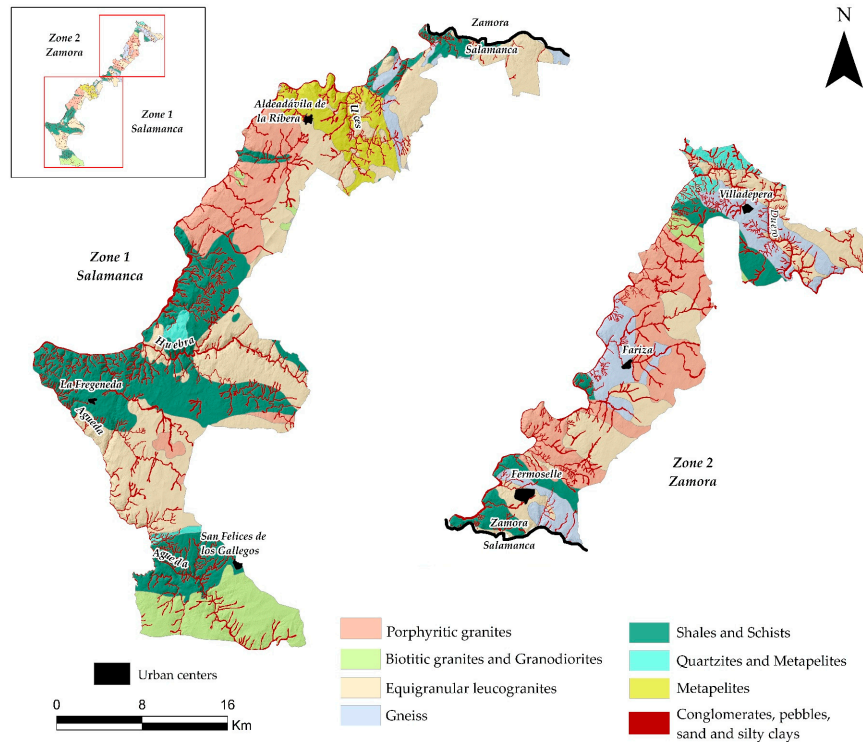 Zone 2
Zamora
Zone 1
Salamanca
N
Zamora
Salamanca
Aldeadávila de
la Ribera
Uces
Zone 1
Salamanca
Huebra
La Fregeneda
Agueda
San Felices de
los Gallegos
Agueda
Villadepera
Duero
Fariza
Zone 2
Zamora
Fermoselle
Zamora
Salamanca
Urban centers
0 8 16
Km
Porphyritic granites
Biotitic granites and Granodiorites
Equigranular leucogranites
Gneiss
Shales and Schists
Quartzites and Metapelites
Metapelites
Conglomerates, pebbles,
sand and silty clays